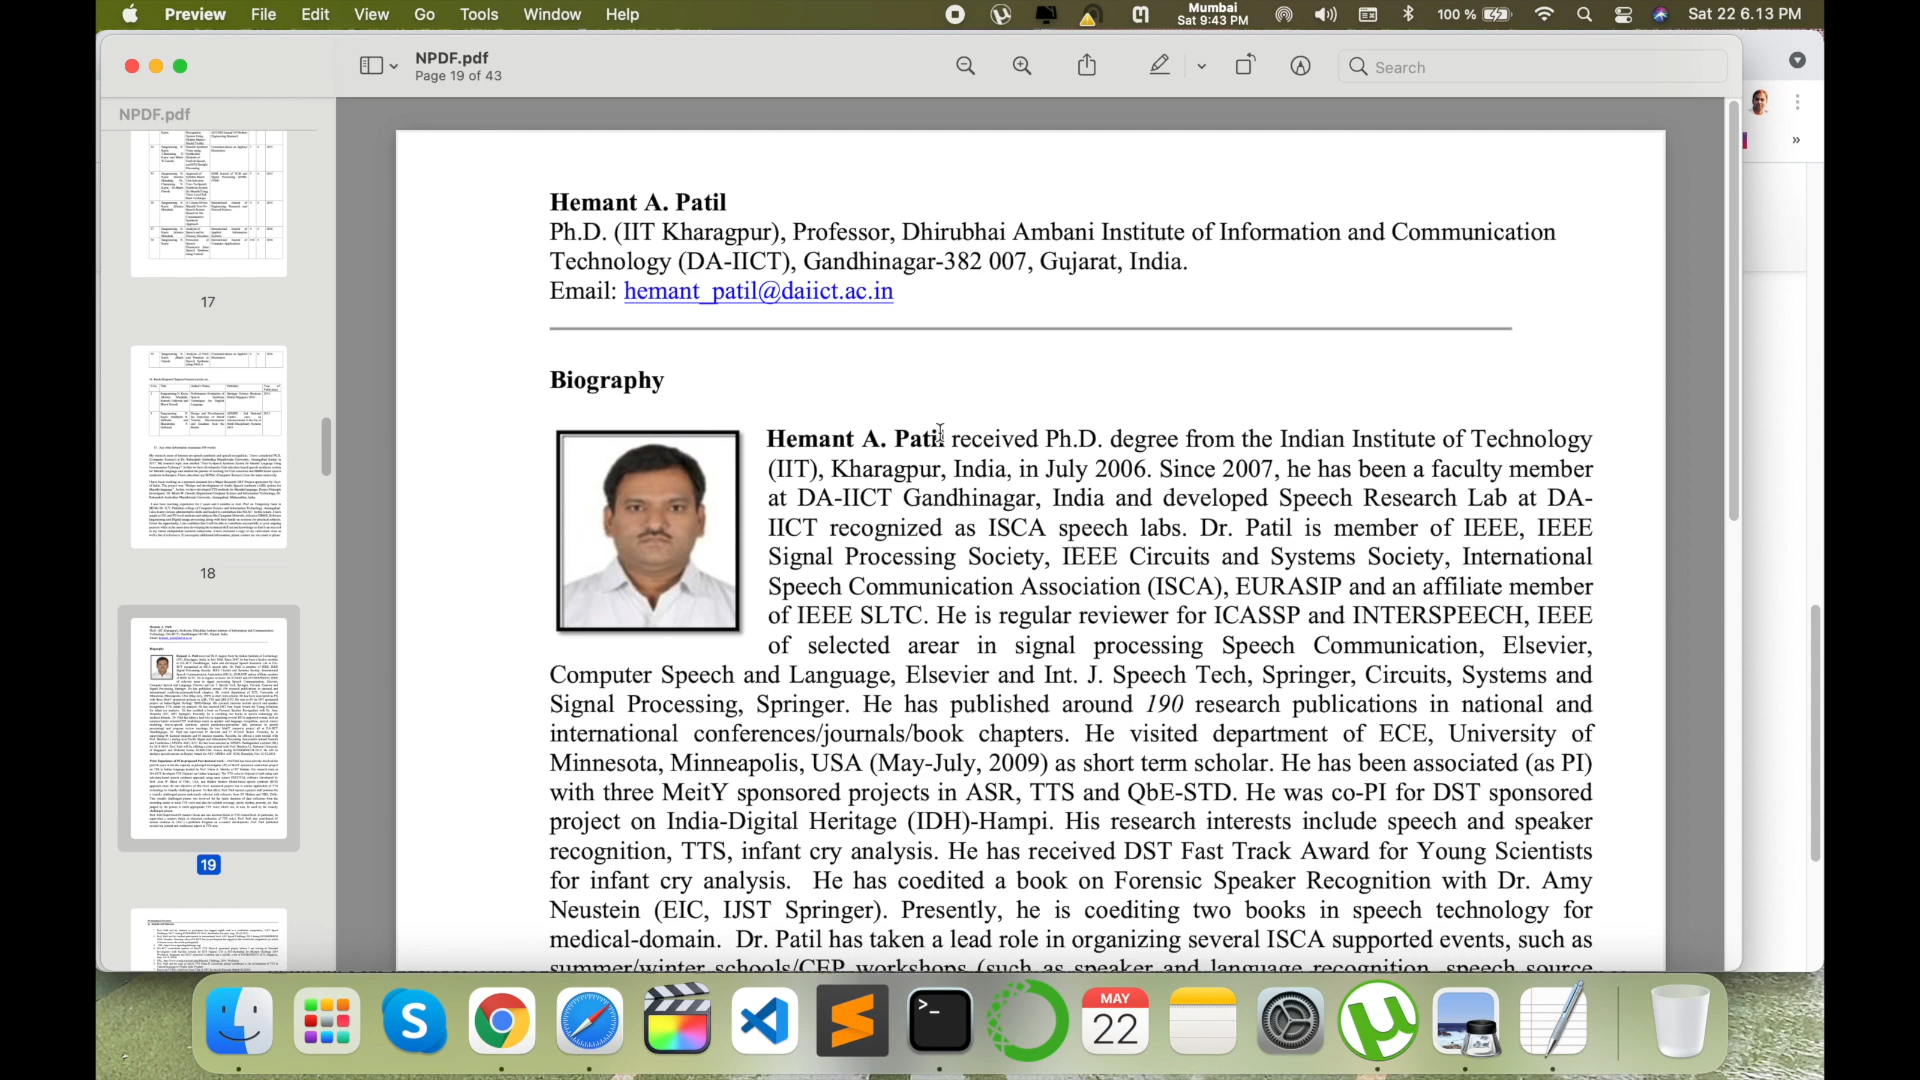 Preview File Edit View Go Tools Window Help
Mumbai
Sat 9:43 PM
100 %
Sat 22 6.13 PM
NPDF.pdf
Page 19 of 43
Search
NPDF.pdf
17
18
19
Hemant A. Patil
Ph.D. (IIT Kharagpur), Professor, Dhirubhai Ambani Institute of Information and Communication
Technology (DA-IICT), Gandhinagar-382 007, Gujarat, India.
Email: hemant_patil@daiict.ac.in
Biography
Hemant A. Patil received Ph.D. degree from the Indian Institute of Technology
(IIT), Kharagpur, India, in July 2006. Since 2007, he has been a faculty member
at DA-IICT Gandhinagar, India and developed Speech Research Lab at DA-
IICT recognized as ISCA speech labs. Dr. Patil is member of IEEE, IEEE
Signal Processing Society, IEEE Circuits and Systems Society, International
Speech Communication Association (ISCA), EURASIP and an affiliate member
of IEEE SLTC. He is regular reviewer for ICASSP and INTERSPEECH, IEEE
of selected arear in signal processing Speech Communication, Elsevier,
Computer Speech and Language, Elsevier and Int. J. Speech Tech, Springer, Circuits, Systems and
Signal Processing, Springer. He has published around 190 research publications in national and
international conferences/journals/book chapters. He visited department of ECE, University of
Minnesota, Minneapolis, USA (May-July, 2009) as short term scholar. He has been associated (as PI)
with three MeitY sponsored projects in ASR, TTS and QbE-STD. He was co-PI for DST sponsored
project on India-Digital Heritage (IDH)-Hampi. His research interests include speech and speaker
recognition, TTS, infant cry analysis. He has received DST Fast Track Award for Young Scientists
for infant cry analysis. He has coedited a book on Forensic Speaker Recognition with Dr. Amy
Neustein (EIC, IJST Springer). Presently, he is coediting two books in speech technology for
medical-domain. Dr. Patil has taken a lead role in organizing several ISCA supported events, such as
summer/winter schools/CEP workshops (such as speaker and language recognition, speech source
MAY
22